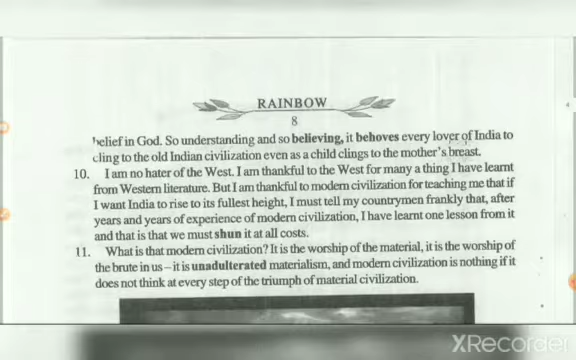 RAINBOW
8
belief in God. So understanding and so believing, it behoves every lover of India to
cling to the old Indian civilization even as a child clings to the mother's breast.
10. I am no hater of the West. I am thankful to the West for many a thing I have learnt
from Western literature. But I am thankful to modern civilization for teaching me that if
I want India to rise to its fullest height, I must tell my countrymen frankly that, after
years and years of experience of modern civilization, I have learnt one lesson from it
and that is that we must shun it at all costs.
11. What is that modern civilization? It is the worship of the material, it is the worship of
the brute in us – it is unadulterated materialism, and modern civilization is nothing if it
does not think at every step of the triumph of material civilization.
XRecorder